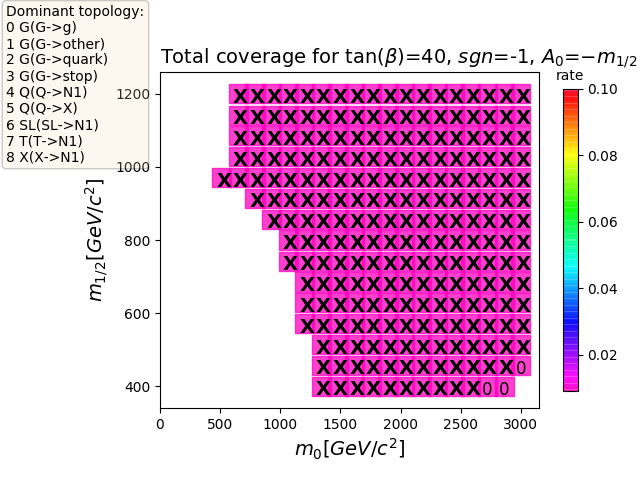 Dominant topology:
0 G(G->g)
1 G(G->other)
2 G(G->quark)
3 G(G->stop)
4 Q(Q->N1)
5 Q(Q->X)
6 SL(SL->N1)
7 T(T->N1)
8 X(X->N1)
Total coverage for tan(β)=40, sgn=-1, A₀=−m₁/₂
rate
0.10
0.08
0.06
0.04
0.02
m₁/₂[GeV/c²]
1200
1000
800
600
400
X X X X X X X X X X X X X X X X X X
X X X X X X X X X X X X X X X X X X
X X X X X X X X X X X X X X X X X X
X X X X X X X X X X X X X X X X X X
X X X X X X X X X X X X X X X X X X X
X X X X X X X X X X X X X X X X X
X X X X X X X X X X X X X X X X
X X X X X X X X X X X X X X X
X X X X X X X X X X X X X X X
X X X X X X X X X X X X X X
X X X X X X X X X X X X X X
X X X X X X X X X X X X X X
X X X X X X X X X X X X X
X X X X X X X X X X X X 0
X X X X X X X X X X 0 0
0 500 1000 1500 2000 2500 3000
m₀[GeV/c²]